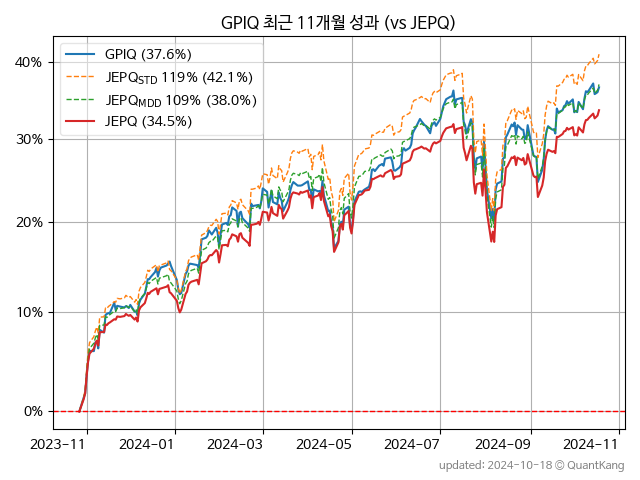 GPIQ 최근 11개월 성과 (vs JEPQ)
GPIQ (37.6%)
JEPQSTD 119% (42.1%)
JEPQMDD 109% (38.0%)
JEPQ (34.5%)
40%
30%
20%
10%
0%
2023-11 2024-01 2024-03 2024-05 2024-07 2024-09 2024-11
updated: 2024-10-18 © QuantKang